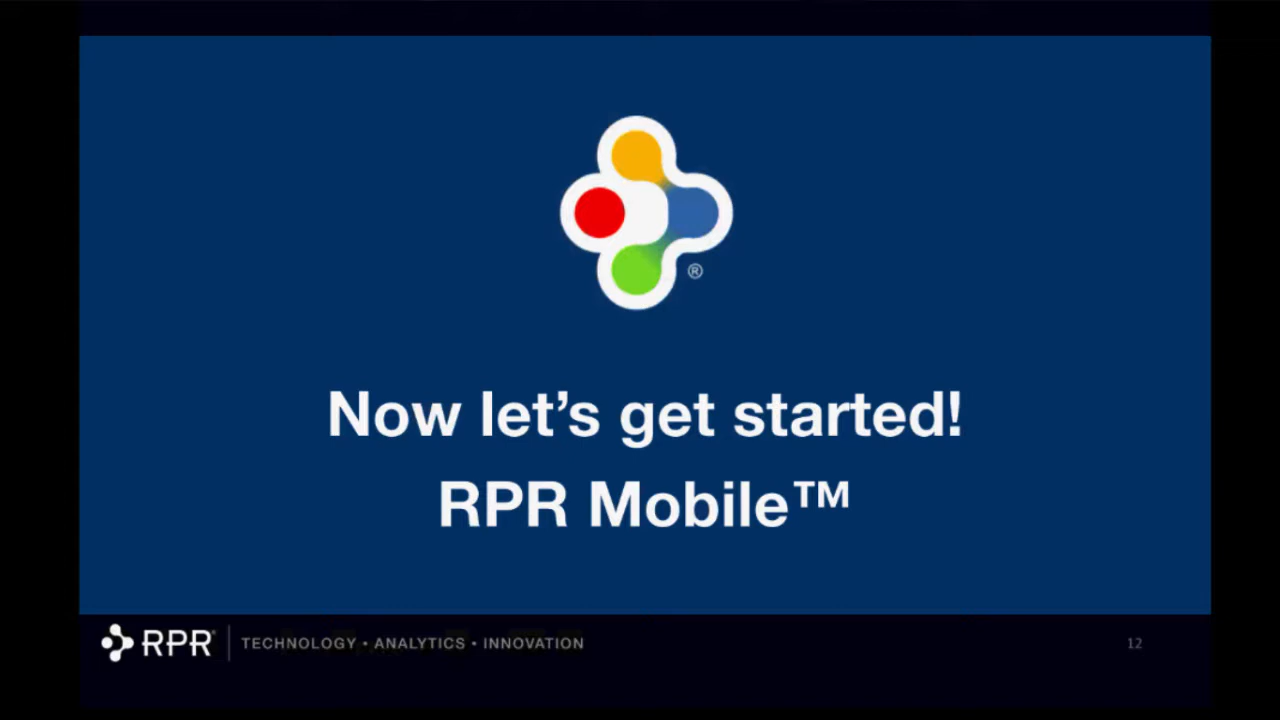 ®
Now let’s get started!
RPR Mobile™
RPR®
TECHNOLOGY • ANALYTICS • INNOVATION
12